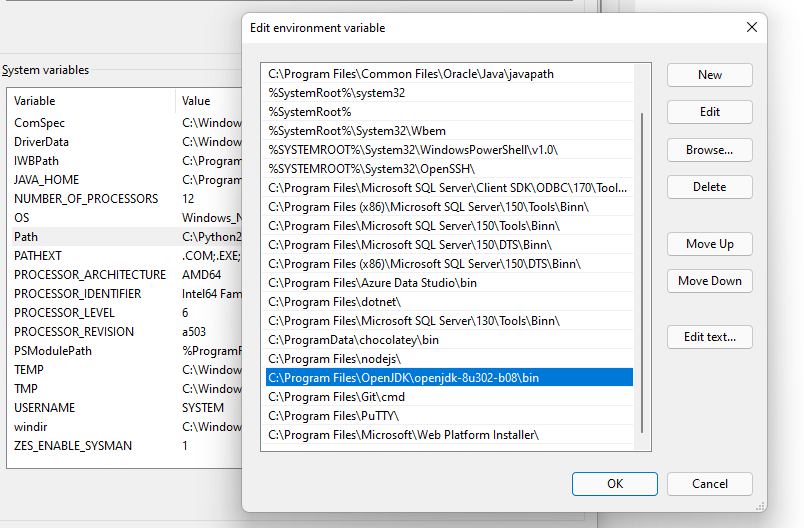 Edit environment variable
System variables
Variable Value
ComSpec C:\Window
DriverData C:\Window
IWBPath C:\Program
JAVA_HOME C:\Program
NUMBER_OF_PROCESSORS 12
OS Windows_N
Path C:\Python2
PATHEXT .COM;.EXE;
PROCESSOR_ARCHITECTURE AMD64
PROCESSOR_IDENTIFIER Intel64 Fam
PROCESSOR_LEVEL 6
PROCESSOR_REVISION a503
PSModulePath %ProgramF
TEMP C:\Window
TMP C:\Window
USERNAME SYSTEM
windir C:\Window
ZES_ENABLE_SYSMAN 1
C:\Program Files\Common Files\Oracle\Java\javapath
%SystemRoot%\system32
%SystemRoot%
%SystemRoot%\System32\Wbem
%SYSTEMROOT%\System32\WindowsPowerShell\v1.0\
%SYSTEMROOT%\System32\OpenSSH\
C:\Program Files\Microsoft SQL Server\Client SDK\ODBC\170\Tool...
C:\Program Files (x86)\Microsoft SQL Server\150\Tools\Binn\
C:\Program Files\Microsoft SQL Server\150\Tools\Binn\
C:\Program Files\Microsoft SQL Server\150\DTS\Binn\
C:\Program Files (x86)\Microsoft SQL Server\150\DTS\Binn\
C:\Program Files\Azure Data Studio\bin
C:\Program Files\dotnet\
C:\Program Files\Microsoft SQL Server\130\Tools\Binn\
C:\ProgramData\chocolatey\bin
C:\Program Files\nodejs\
C:\Program Files\OpenJDK\openjdk-8u302-b08\bin
C:\Program Files\Git\cmd
C:\Program Files\PuTTY\
C:\Program Files\Microsoft\Web Platform Installer\
New
Edit
Browse...
Delete
Move Up
Move Down
Edit text...
OK
Cancel